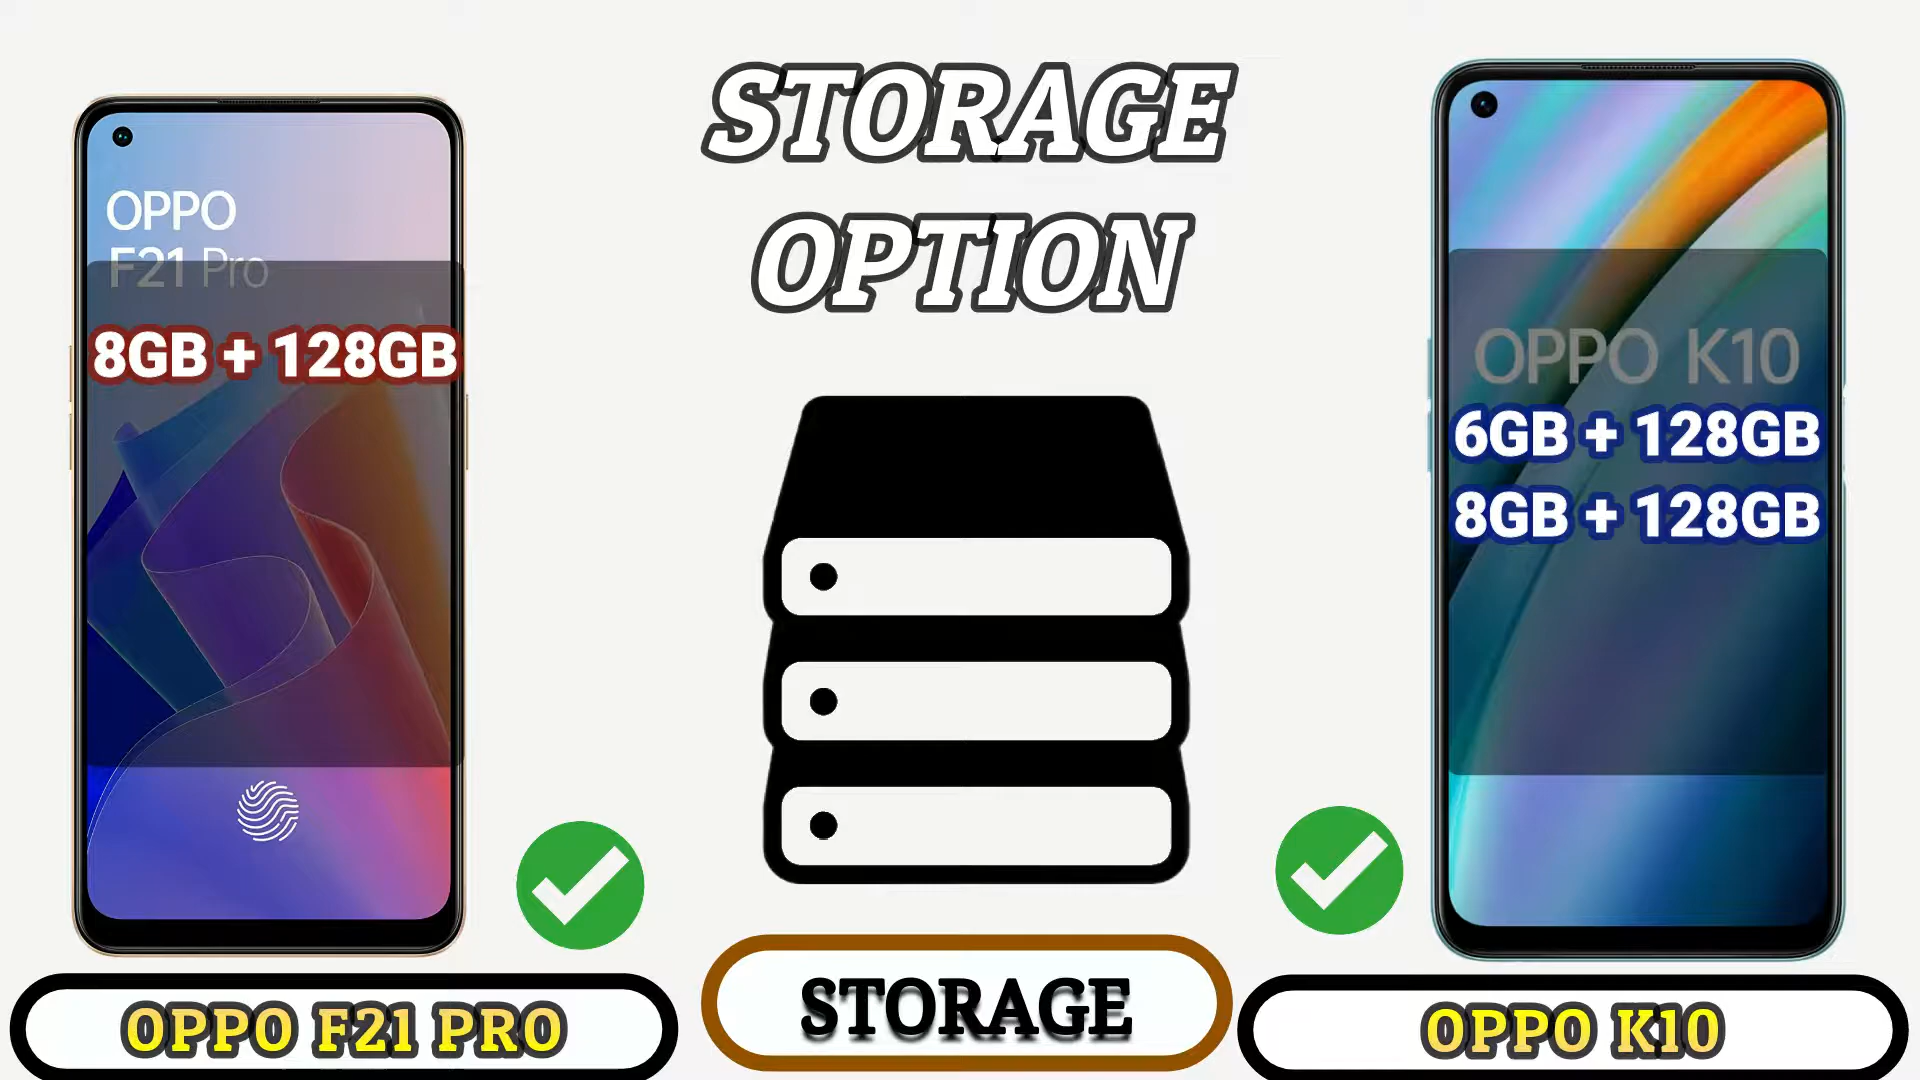 STORAGE
OPTION
OPPO
F21 Pro
8GB + 128GB
OPPO K10
6GB + 128GB
8GB + 128GB
OPPO F21 PRO
STORAGE
OPPO K10